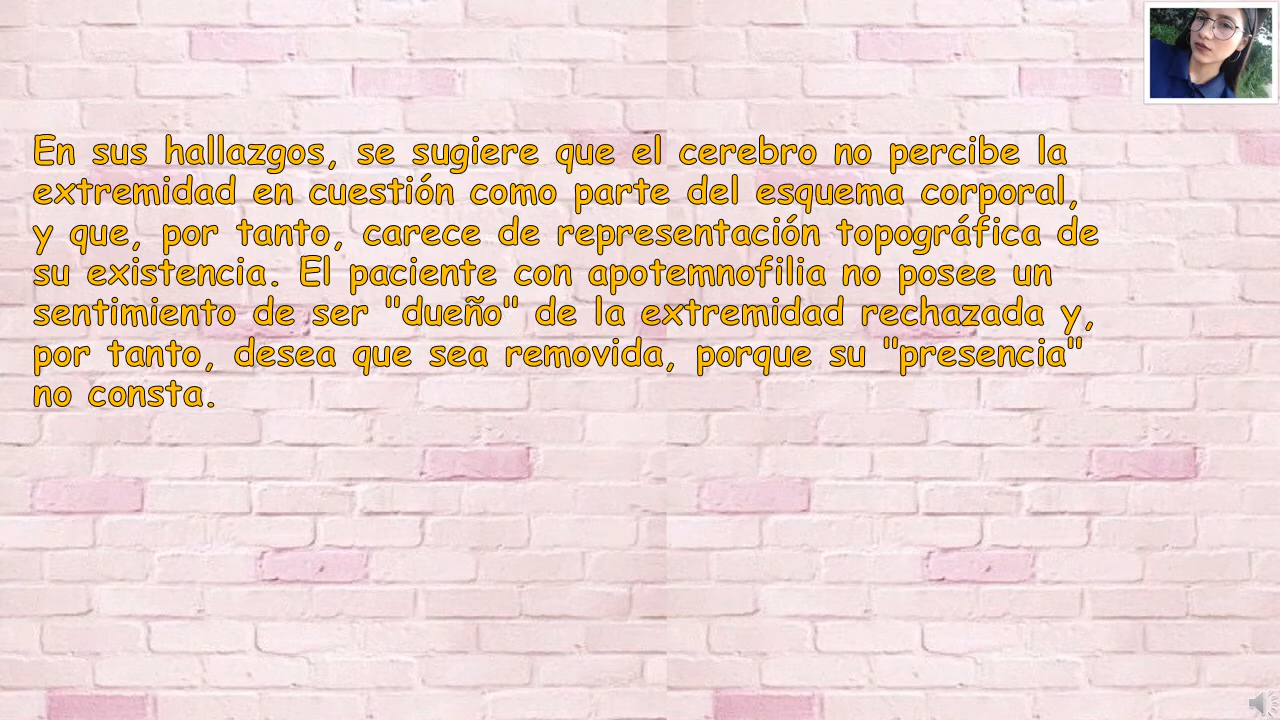 En sus hallazgos, se sugiere que el cerebro no percibe la
extremidad en cuestión como parte del esquema corporal,
y que, por tanto, carece de representación topográfica de
su existencia. El paciente con apotemnofilia no posee un
sentimiento de ser "dueño" de la extremidad rechazada y,
por tanto, desea que sea removida, porque su "presencia"
no consta.